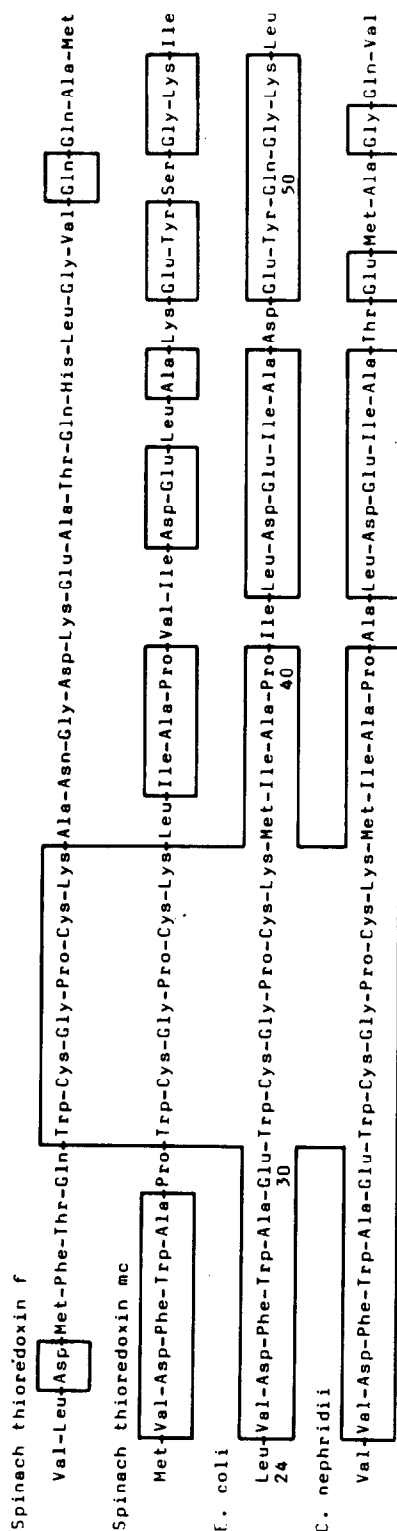 Spinach thioredoxin f
Val-Leu-Asp-Met-Phe-Thr-Gln-Trp-Cys-Gly-Pro-Cys-Lys-Ala-Asn-Gly-Asp-Lys-Glu-Ala-Thr-Gln-His-Leu-Gly-Val-Gln-Gln-Ala-Met
Spinach thioredoxin mc
Met-Val-Asp-Phe-Trp-Ala-Pro-Trp-Cys-Gly-Pro-Cys-Lys-Leu-Ile-Ala-Pro-Val-Ile-Asp-Glu-Leu-Ala-Lys-Glu-Tyr-Ser-Gly-Lys-Ile
E. coli
Leu-Val-Asp-Phe-Trp-Ala-Glu-Trp-Cys-Gly-Pro-Cys-Lys-Met-Ile-Ala-Pro-Ile-Leu-Asp-Glu-Ile-Ala-Asp-Glu-Tyr-Gln-Gly-Lys-Leu
24 30 40 50
C. nephridii
Val-Val-Asp-Phe-Trp-Ala-Glu-Trp-Cys-Gly-Pro-Cys-Lys-Met-Ile-Ala-Pro-Ala-Leu-Asp-Glu-Ile-Ala-Thr-Glu-Met-Ala-Gly-Gln-Val